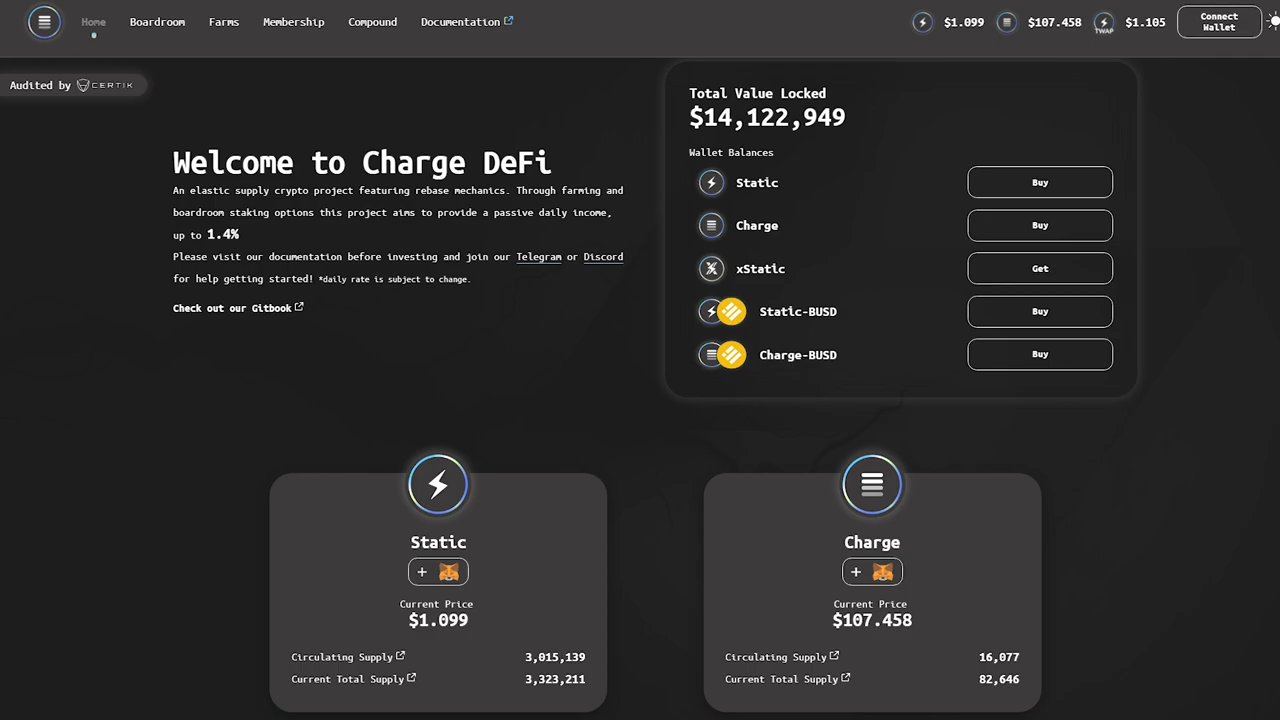 Home Boardroom Farms Membership Compound Documentation $1.099 $107.458 TWAP $1.105 Connect Wallet
Audited by CERTIK
Total Value Locked
$14,122,949
Wallet Balances
Static Buy
Charge Buy
xStatic Get
Static-BUSD Buy
Charge-BUSD Buy
Welcome to Charge DeFi
An elastic supply crypto project featuring rebase mechanics. Through farming and
boardroom staking options this project aims to provide a passive daily income,
up to 1.4%
Please visit our documentation before investing and join our Telegram or Discord
for help getting started! *daily rate is subject to change.
Check out our Gitbook
Static
+
Current Price
$1.099
Circulating Supply 3,015,139
Current Total Supply 3,323,211
Charge
+
Current Price
$107.458
Circulating Supply 16,077
Current Total Supply 82,646